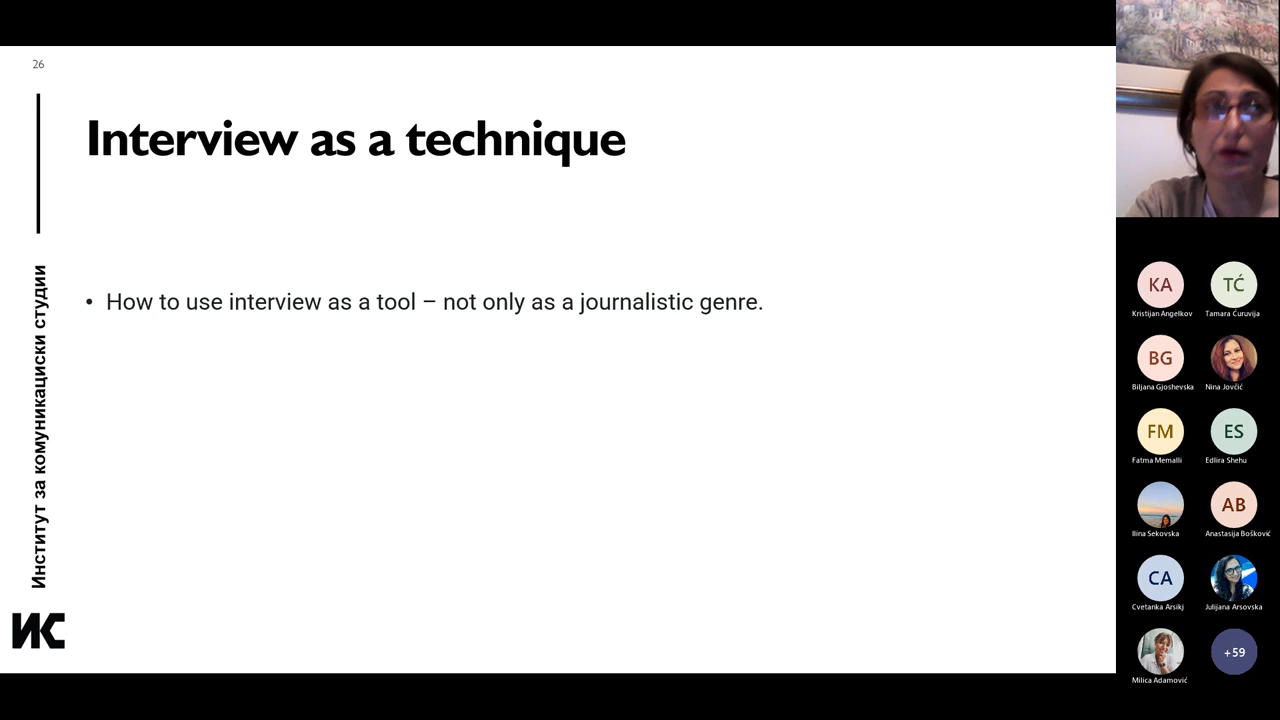 26
Interview as a technique
• How to use interview as a tool – not only as a journalistic genre.
Институт за комуникациски студии
ИС
KA
TĆ
Kristijan Angelkov
Tamara Ćuruvija
BG
Biljana Gjoshevska
Nina Jovčić
FM
ES
Fatma Memalli
Edlira Shehu
AB
Ilina Sekovska
Anastasija Bošković
CA
Cvetanka Arsikj
Julijana Arsovska
+59
Milica Adamović